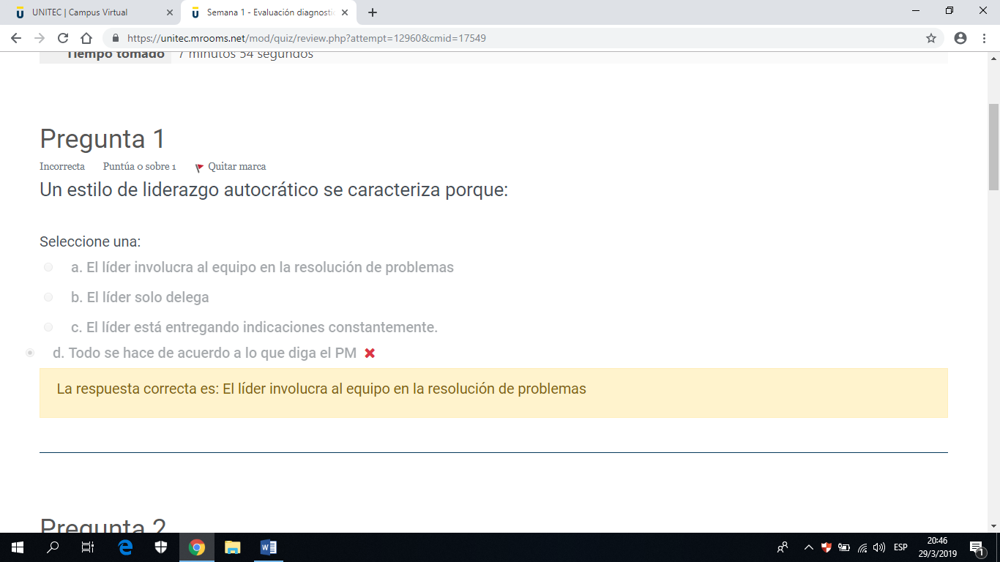 UNITEC | Campus Virtual
Semana 1 - Evaluación diagnostic
https://unitec.mrooms.net/mod/quiz/review.php?attempt=12960&cmid=17549
Tiempo tomado 7 minutos 54 segundos
Pregunta 1
Incorrecta Puntúa 0 sobre 1 Quitar marca
Un estilo de liderazgo autocrático se caracteriza porque:
Seleccione una:
a. El líder involucra al equipo en la resolución de problemas
b. El líder solo delega
c. El líder está entregando indicaciones constantemente.
d. Todo se hace de acuerdo a lo que diga el PM
La respuesta correcta es: El líder involucra al equipo en la resolución de problemas
Pregunta 2
ESP
20:46
29/3/2019
1